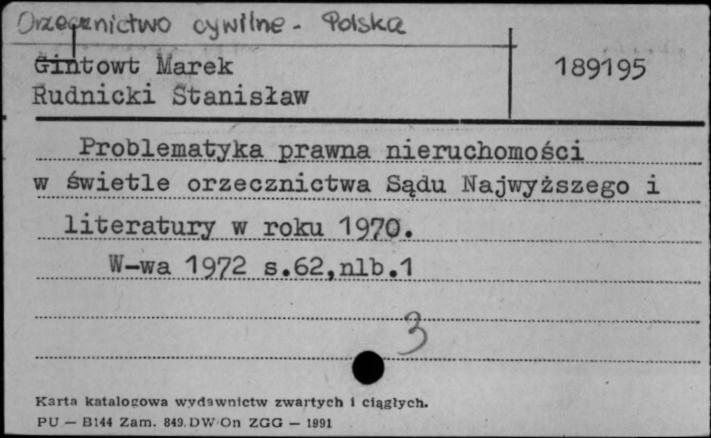 Orzecznictwo cywilne - Polska
Gintowt Marek
189195
Rudnicki Stanisław
Problematyka prawna nieruchomości
w świetle orzecznictwa Sądu Najwyższego i
literatury w roku 1970.
W-wa 1972 s.62,nlb.1
3
Karta katalogowa wydawnictw zwartych i ciągłych.
PU — B144 Zam. 849. DW/On ZGG — 1991